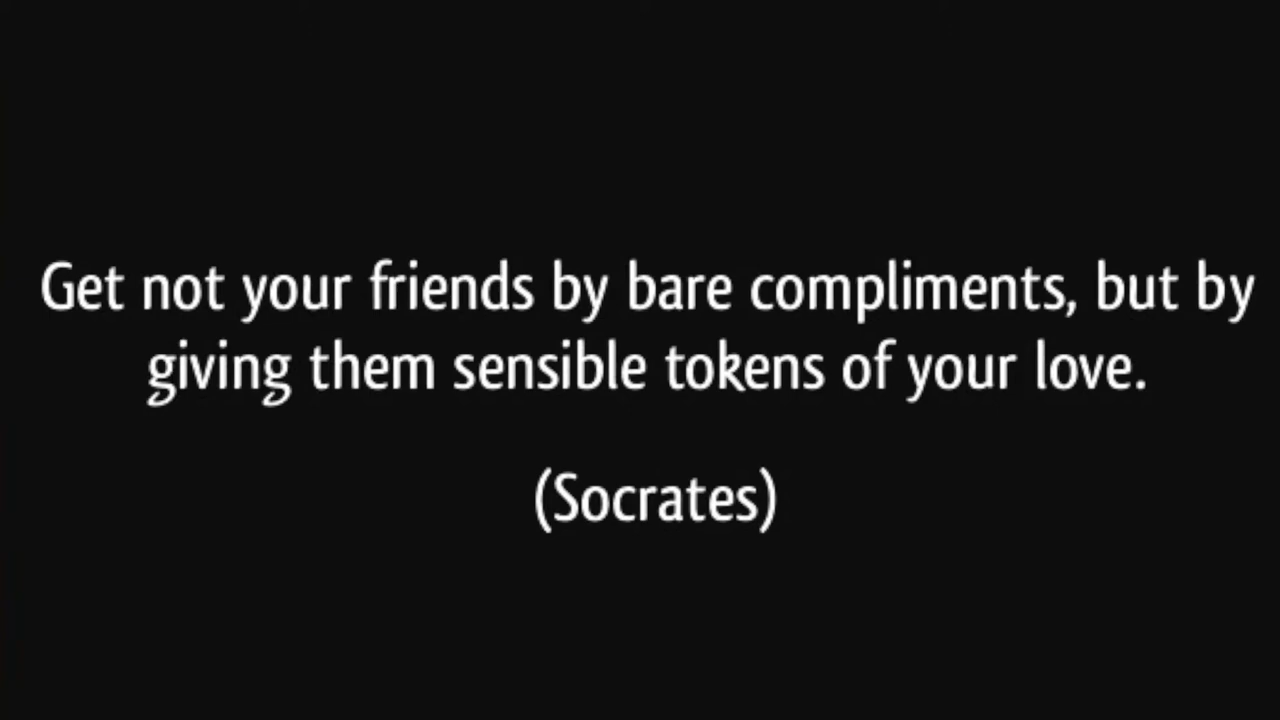 Get not your friends by bare compliments, but by
giving them sensible tokens of your love.
(Socrates)